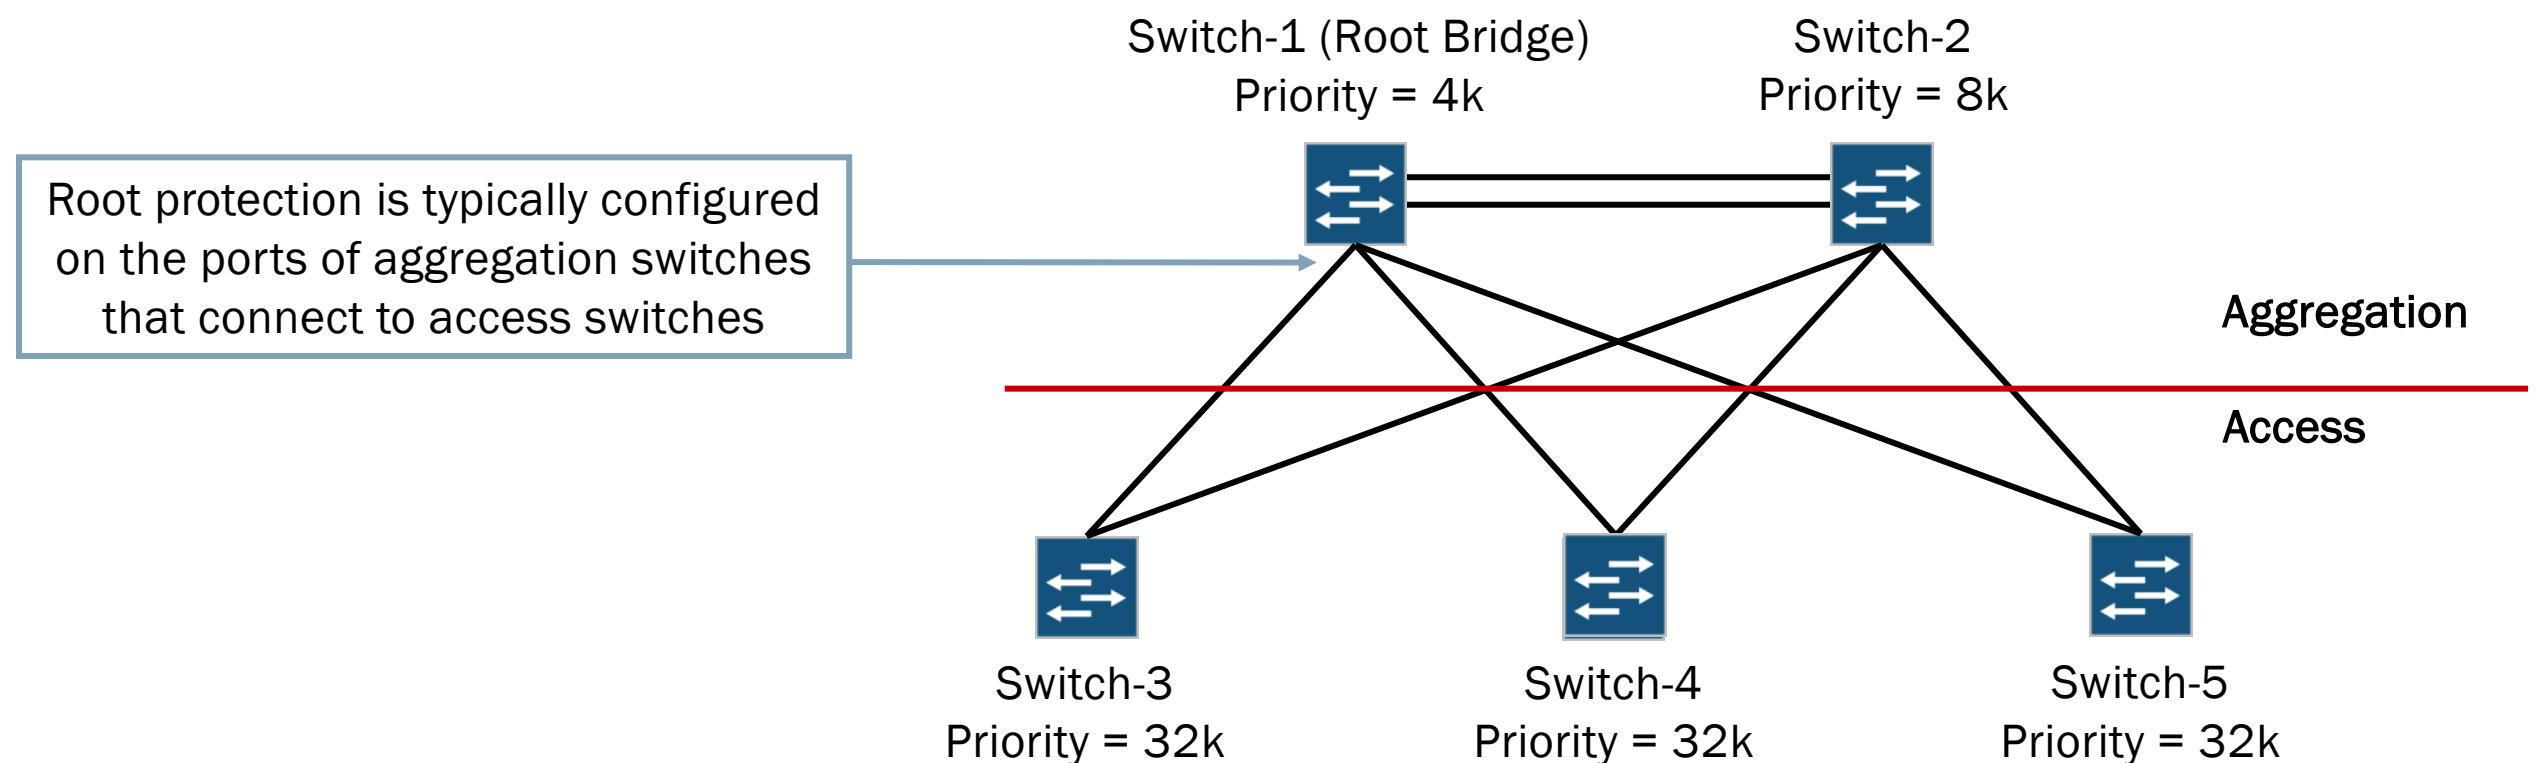 Switch-1 (Root Bridge)
Priority = 4k
Switch-2
Priority = 8k
Root protection is typically configured
on the ports of aggregation switches
that connect to access switches
Aggregation
Access
Switch-3
Priority = 32k
Switch-4
Priority = 32k
Switch-5
Priority = 32k